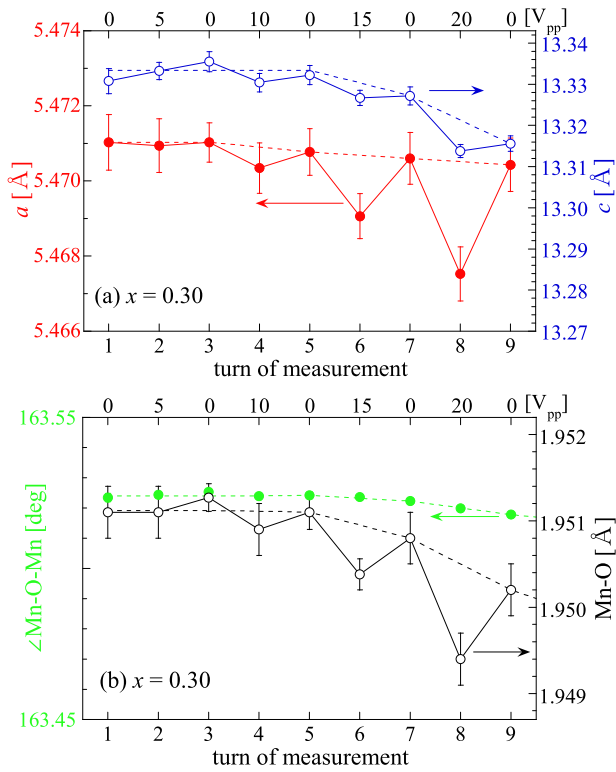 0 5 0 10 0 15 0 20 0 [Vpp]
5.474
5.472
5.470
5.468
5.466
a [Å]
13.34
13.33
13.32
13.31
13.30
13.29
13.28
13.27
c [Å]
(a) x = 0.30
1 2 3 4 5 6 7 8 9
turn of measurement
0 5 0 10 0 15 0 20 0 [Vpp]
163.55
163.45
∠Mn-O-Mn [deg]
1.952
1.951
1.950
1.949
Mn-O [Å]
(b) x = 0.30
1 2 3 4 5 6 7 8 9
turn of measurement